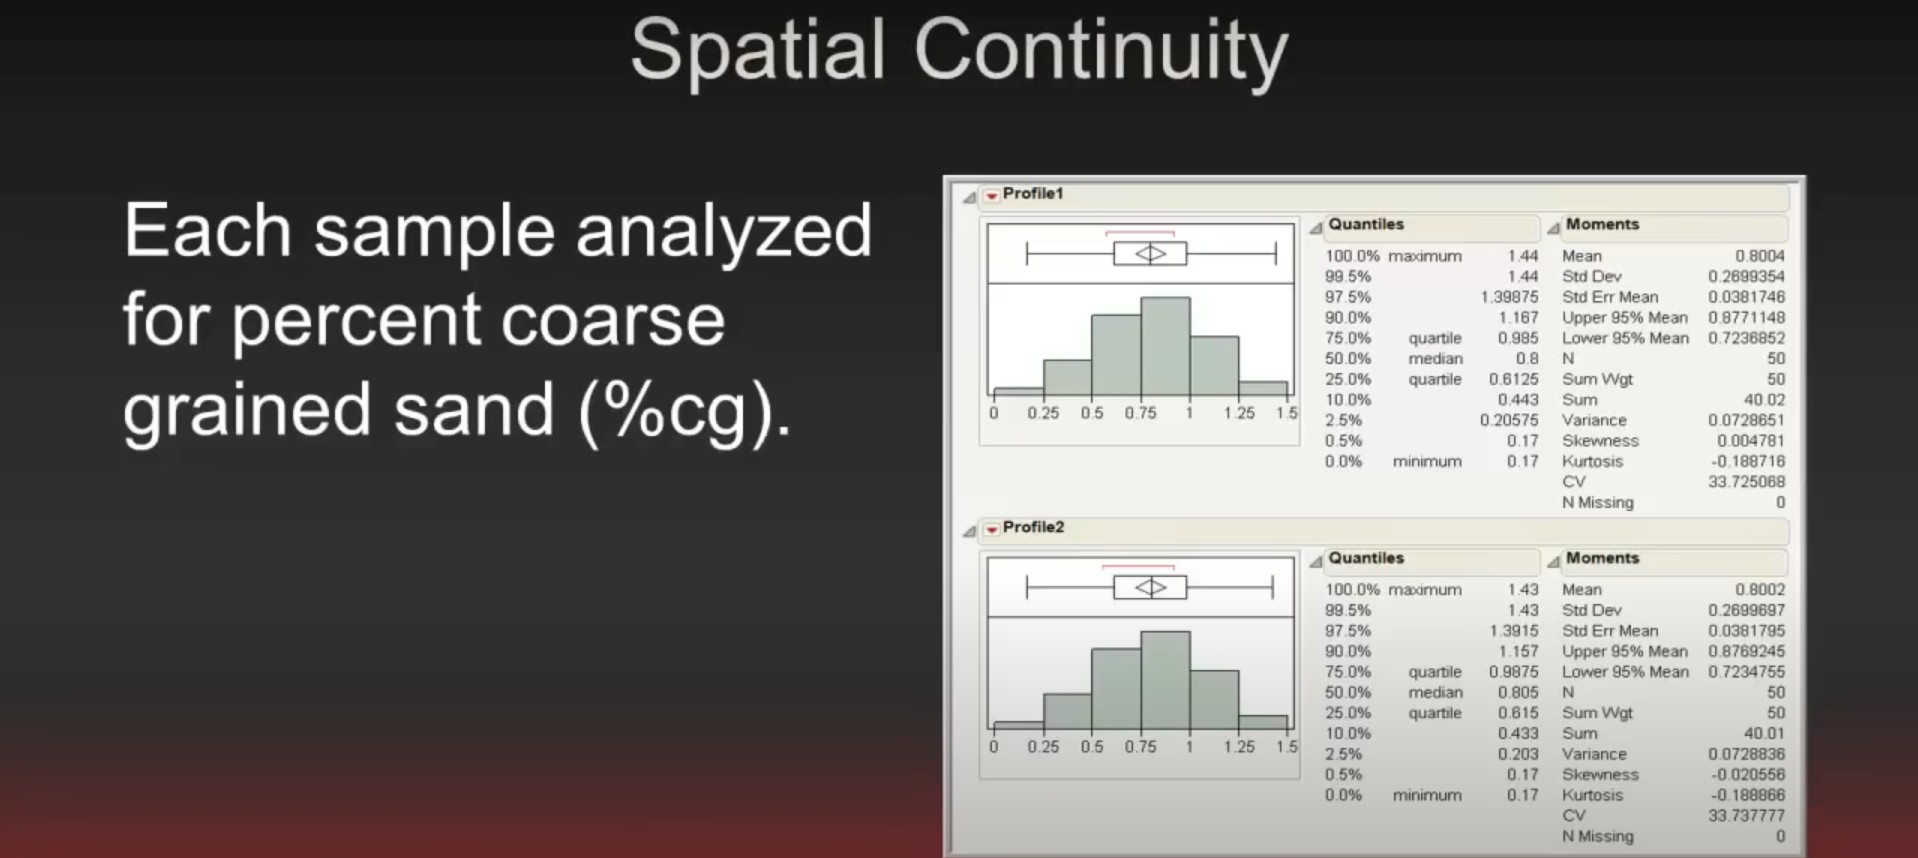 Spatial Continuity
Each sample analyzed
for percent coarse
grained sand (%cg).
Profile1
0 0.25 0.5 0.75 1 1.25 1.5
Quantiles
100.0% maximum 1.44
99.5% 1.44
97.5% 1.39875
90.0% 1.167
75.0% quartile 0.985
50.0% median 0.8
25.0% quartile 0.6125
10.0% 0.443
2.5% 0.20575
0.5% 0.17
0.0% minimum 0.17
Moments
Mean 0.8004
Std Dev 0.2699354
Std Err Mean 0.0381746
Upper 95% Mean 0.8771148
Lower 95% Mean 0.7236852
N 50
Sum Wgt 50
Sum 40.02
Variance 0.0728651
Skewness 0.004781
Kurtosis -0.188716
CV 33.725068
N Missing 0
Profile2
0 0.25 0.5 0.75 1 1.25 1.5
Quantiles
100.0% maximum 1.43
99.5% 1.43
97.5% 1.3915
90.0% 1.157
75.0% quartile 0.9875
50.0% median 0.805
25.0% quartile 0.615
10.0% 0.433
2.5% 0.203
0.5% 0.17
0.0% minimum 0.17
Moments
Mean 0.8002
Std Dev 0.2699697
Std Err Mean 0.0381795
Upper 95% Mean 0.8769245
Lower 95% Mean 0.7234755
N 50
Sum Wgt 50
Sum 40.01
Variance 0.0728836
Skewness -0.020556
Kurtosis -0.188866
CV 33.737777
N Missing 0